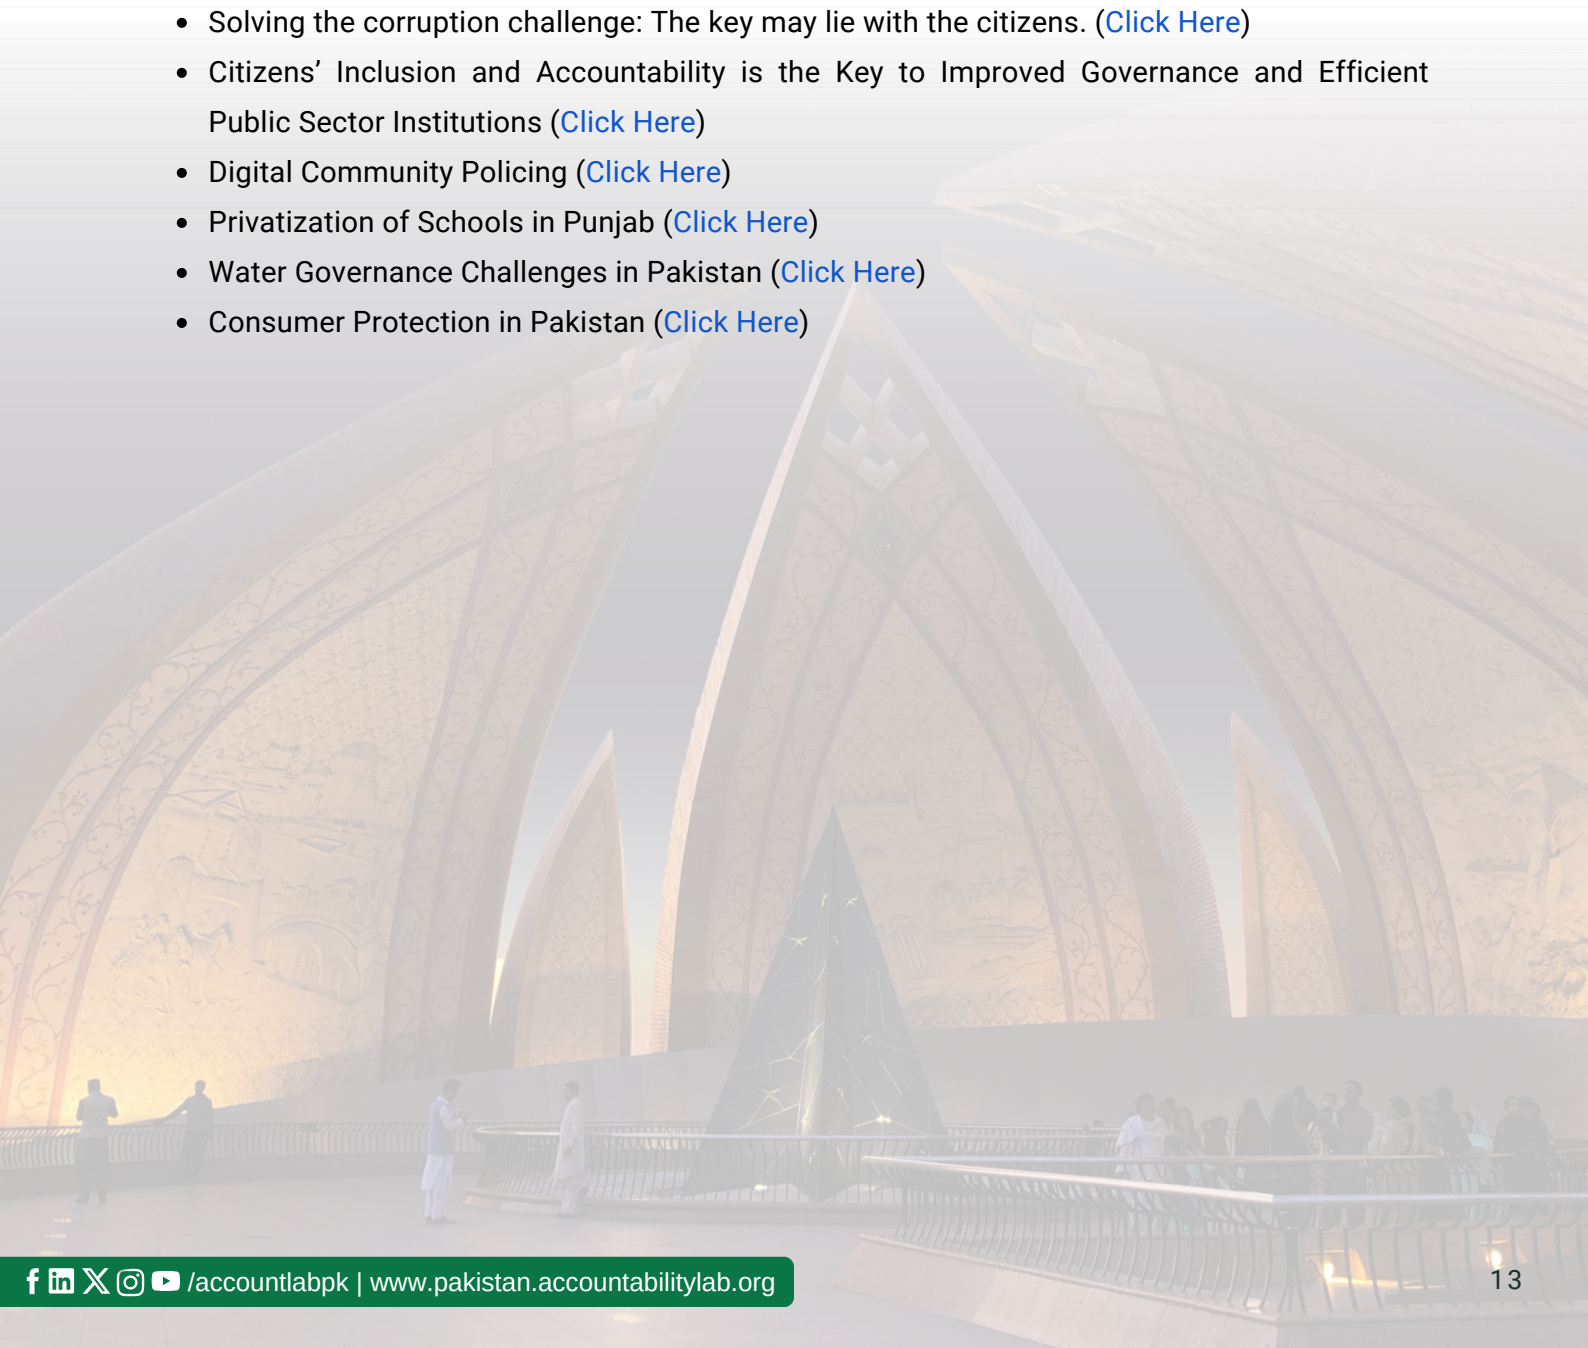 • Solving the corruption challenge: The key may lie with the citizens. (Click Here)
• Citizens’ Inclusion and Accountability is the Key to Improved Governance and Efficient
Public Sector Institutions (Click Here)
• Digital Community Policing (Click Here)
• Privatization of Schools in Punjab (Click Here)
• Water Governance Challenges in Pakistan (Click Here)
• Consumer Protection in Pakistan (Click Here)
/accountlabpk | www.pakistan.accountabilitylab.org
13